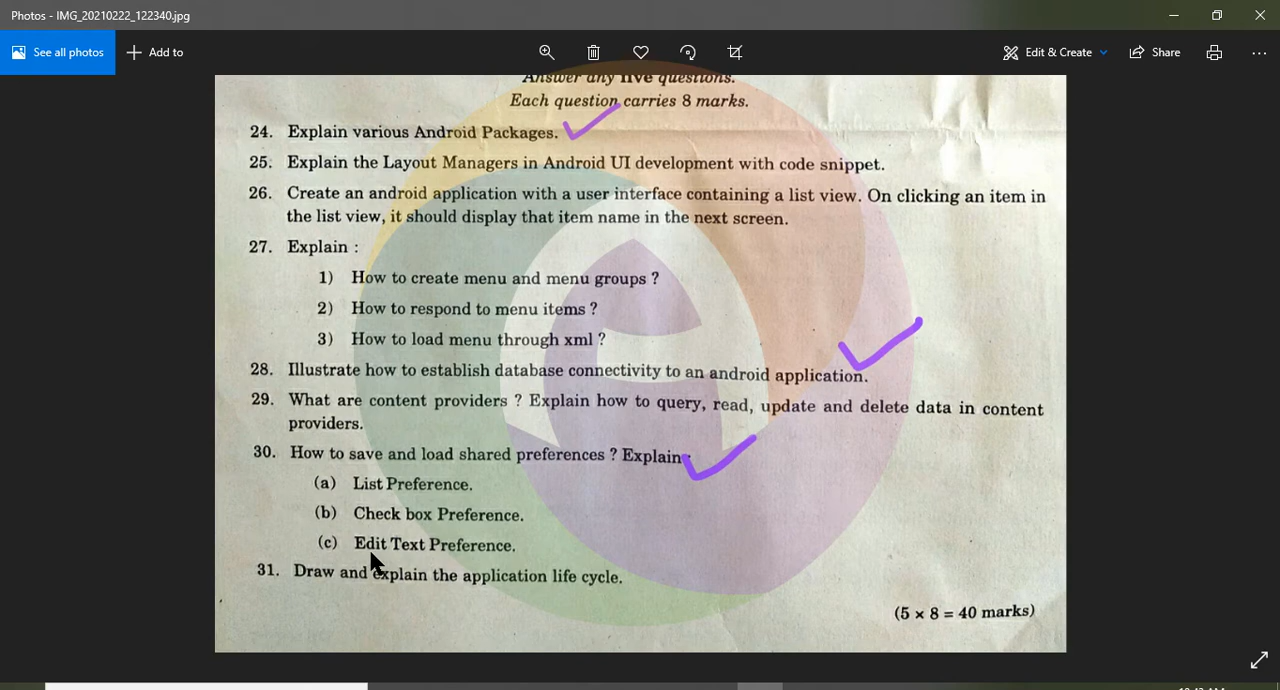 Photos - IMG_20210222_122340.jpg
See all photos
Add to
Edit & Create
Share
Answer any five questions.
Each question carries 8 marks.
24. Explain various Android Packages.
25. Explain the Layout Managers in Android UI development with code snippet.
26. Create an android application with a user interface containing a list view. On clicking an item in
the list view, it should display that item name in the next screen.
27. Explain :
1) How to create menu and menu groups ?
2) How to respond to menu items ?
3) How to load menu through xml ?
28. Illustrate how to establish database connectivity to an android application.
29. What are content providers ? Explain how to query, read, update and delete data in content
providers.
30. How to save and load shared preferences ? Explain :
(a) List Preference.
(b) Check box Preference.
(c) Edit Text Preference.
31. Draw and explain the application life cycle.
(5 × 8 = 40 marks)